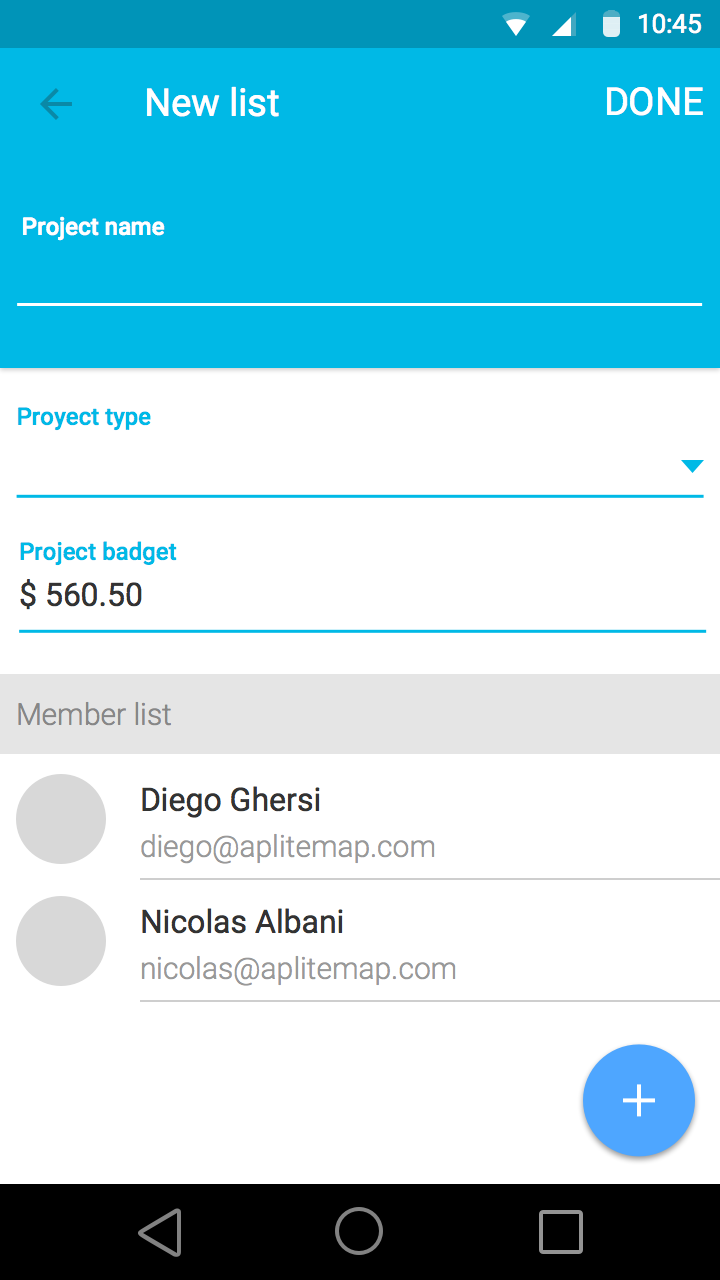 10:45
New list
DONE
Project name
Proyect type
Project badget
$ 560.50
Member list
Diego Ghersi
diego@aplitemap.com
Nicolas Albani
nicolas@aplitemap.com